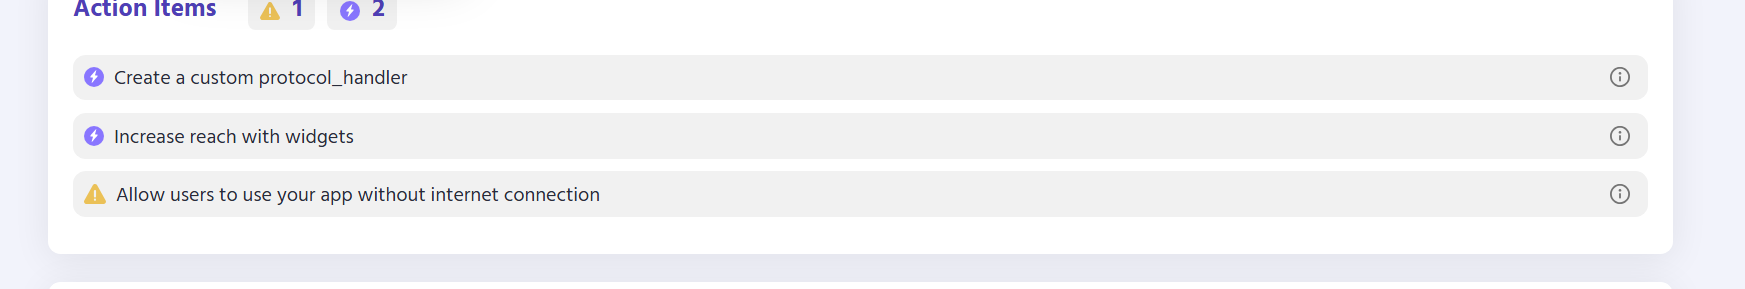 Action Items 1 2
Create a custom protocol_handler
Increase reach with widgets
Allow users to use your app without internet connection